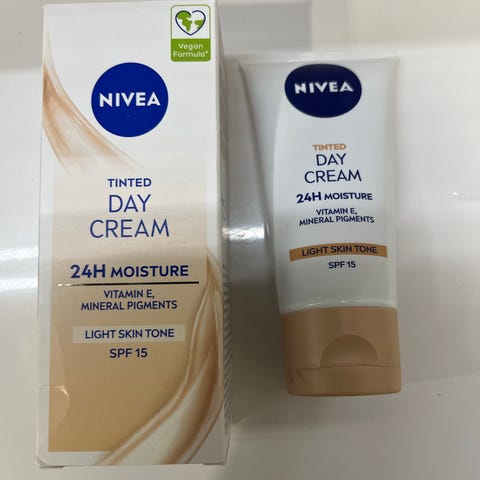 Vegan
Formula*
NIVEA
TINTED
DAY
CREAM
24H MOISTURE
VITAMIN E,
MINERAL PIGMENTS
LIGHT SKIN TONE
SPF 15
NIVEA
TINTED
DAY
CREAM
24H MOISTURE
VITAMIN E,
MINERAL PIGMENTS
LIGHT SKIN TONE
SPF 15